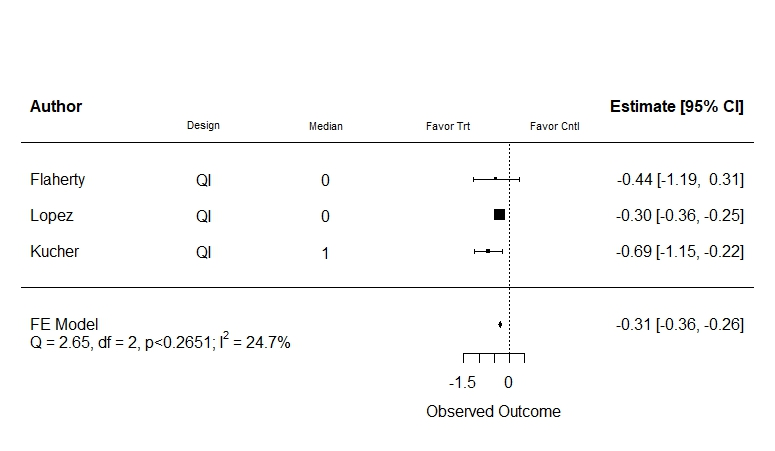 Author Estimate [95% CI]
Design Median Favor Trt Favor Cntl
Flaherty QI 0 -0.44 [-1.19, 0.31]
Lopez QI 0 -0.30 [-0.36, -0.25]
Kucher QI 1 -0.69 [-1.15, -0.22]
FE Model -0.31 [-0.36, -0.26]
Q = 2.65, df = 2, p<0.2651; I² = 24.7%
-1.5 0
Observed Outcome